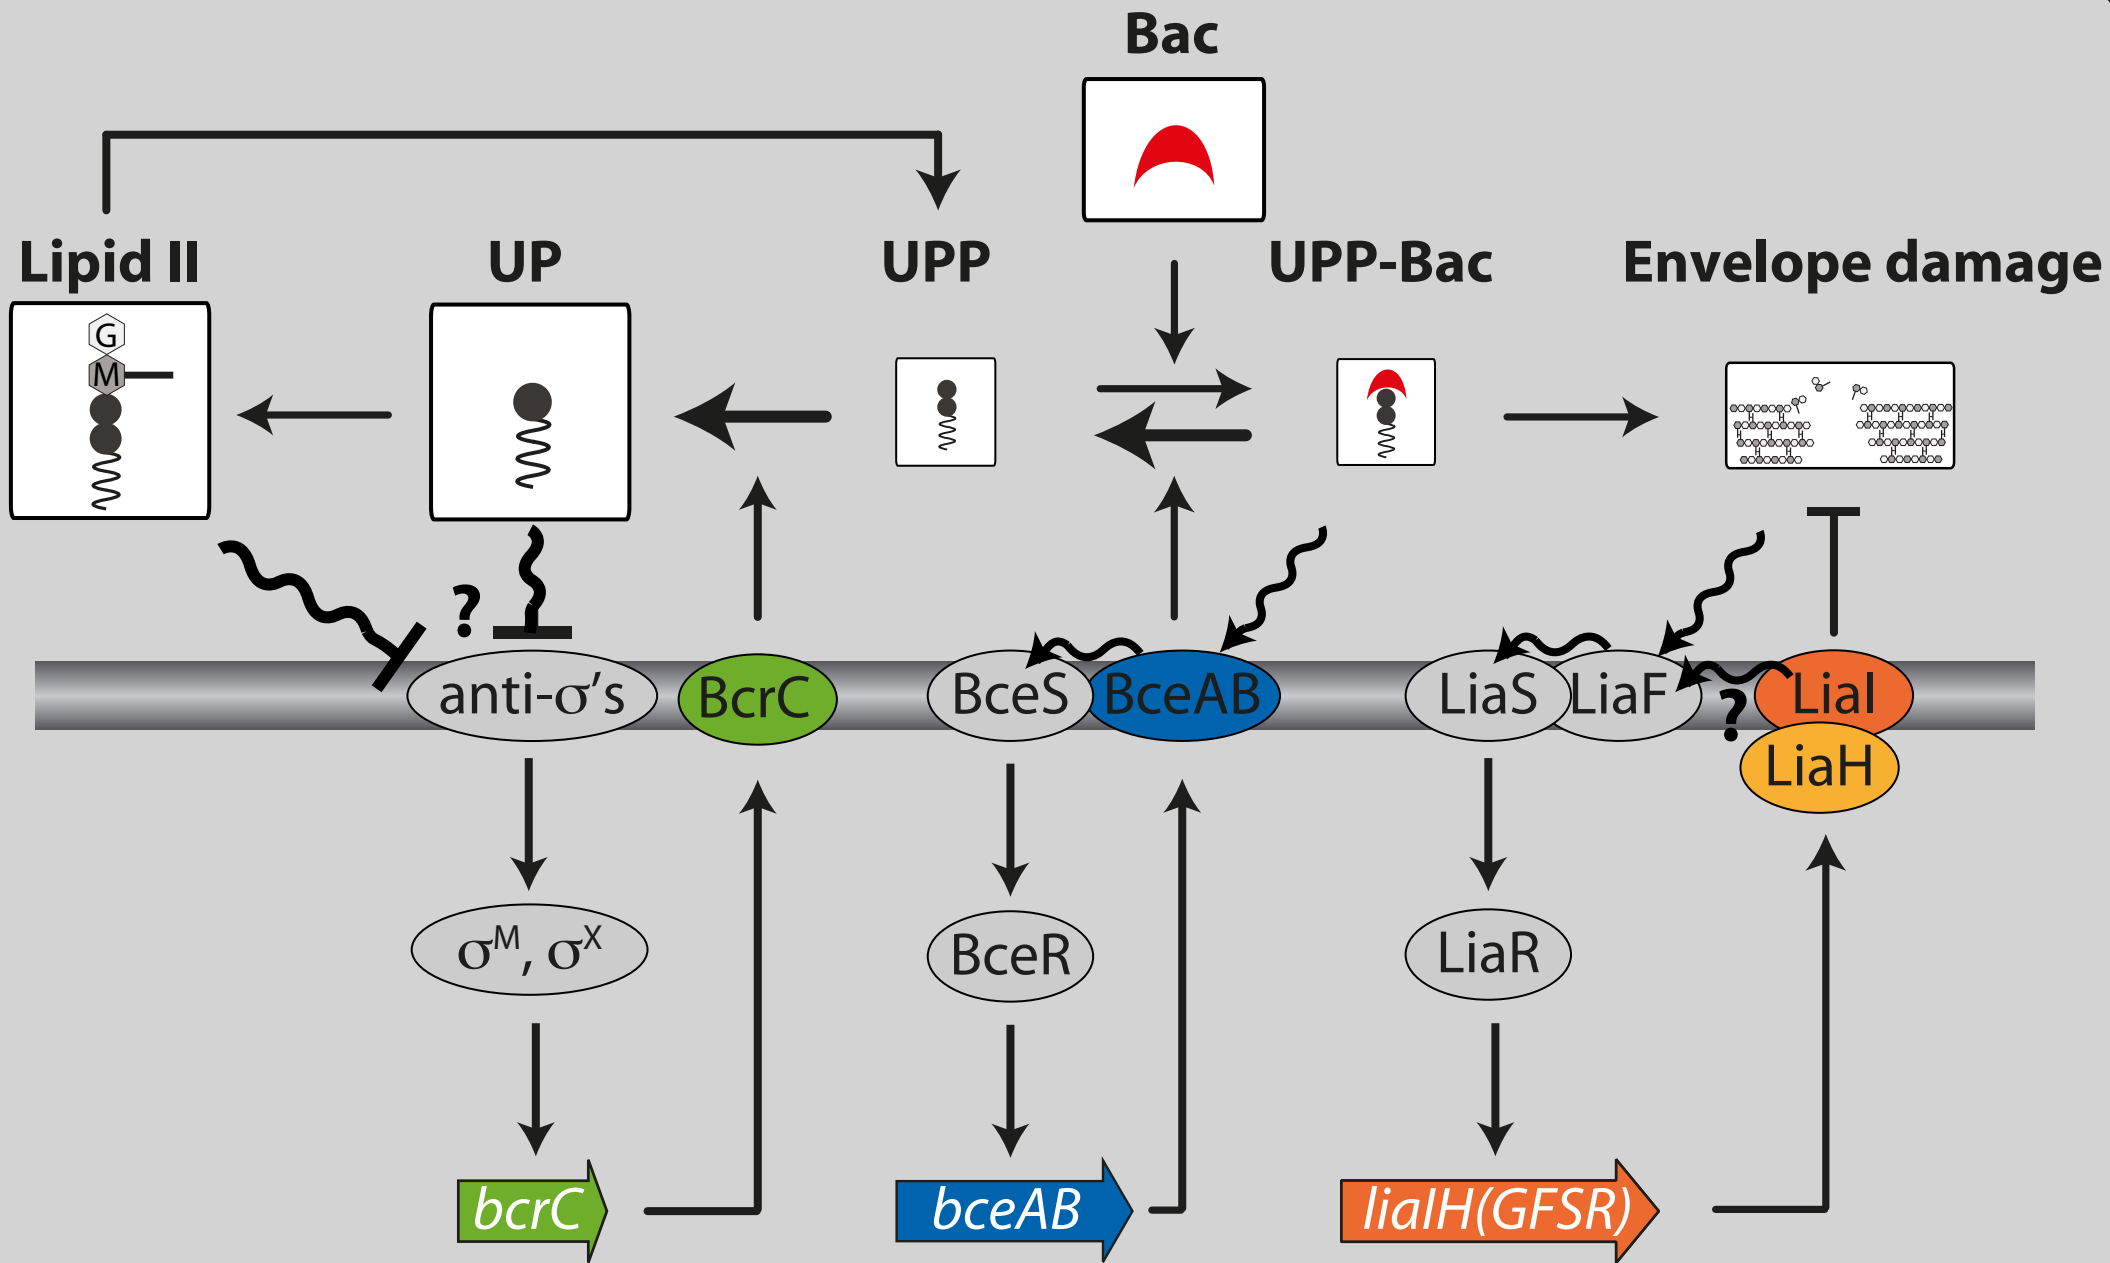 Bac
Lipid II
UP
UPP
UPP-Bac
Envelope damage
G
M
?
anti-σ's
BcrC
BceS
BceAB
LiaS
LiaF
?
LiaI
LiaH
σM, σX
BceR
LiaR
bcrC
bceAB
liaIH(GFSR)